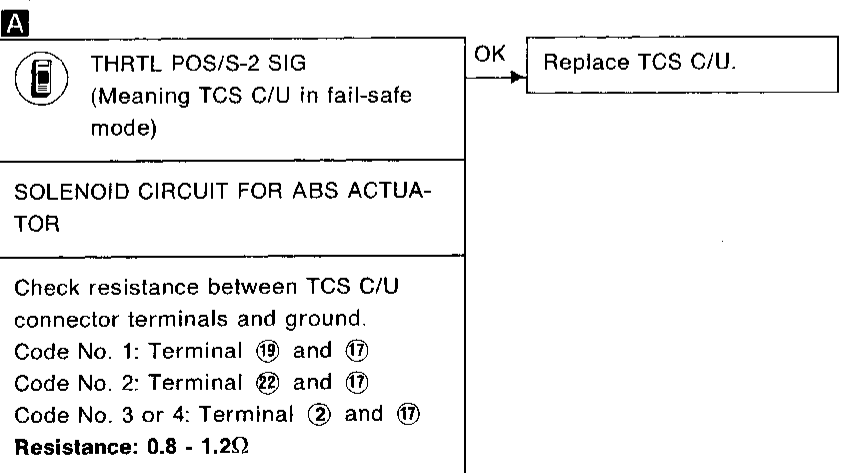 A
THRTL POS/S-2 SIG
(Meaning TCS C/U in fail-safe
mode)
OK
Replace TCS C/U.
SOLENOID CIRCUIT FOR ABS ACTUA-
TOR
Check resistance between TCS C/U
connector terminals and ground.
Code No. 1: Terminal ⑲ and ⑰
Code No. 2: Terminal ㉒ and ⑰
Code No. 3 or 4: Terminal ② and ⑰
Resistance: 0.8 - 1.2Ω